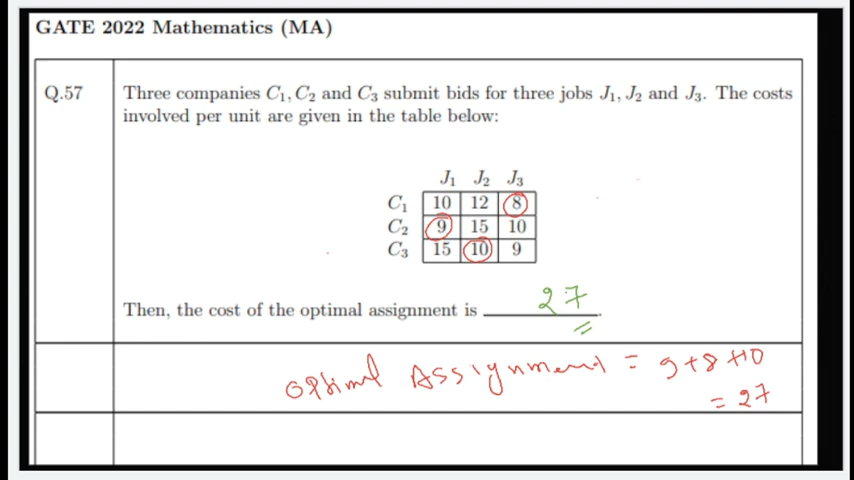 GATE 2022 Mathematics (MA)
Q.57 Three companies C₁, C₂ and C₃ submit bids for three jobs J₁, J₂ and J₃. The costs
involved per unit are given in the table below:
J₁ J₂ J₃
C₁ 10 12 8
C₂ 9 15 10
C₃ 15 10 9
Then, the cost of the optimal assignment is 27.
Optimal Assignment = 9+8+10
= 27